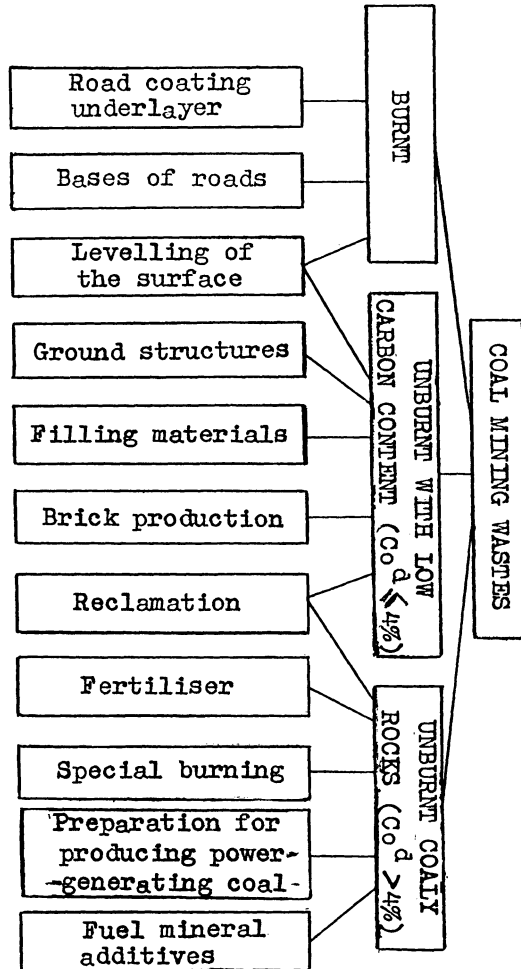 COAL MINING WASTES
BURNT
UNBURNT WITH LOW
CARBON CONTENT (Co^d ⩽ 4%)
UNBURNT COALY
ROCKS (Co^d > 4%)
Road coating
underlayer
Bases of roads
Levelling of
the surface
Ground structures
Filling materials
Brick production
Reclamation
Fertiliser
Special burning
Preparation for
producing power-
-generating coal-
Fuel mineral
additives